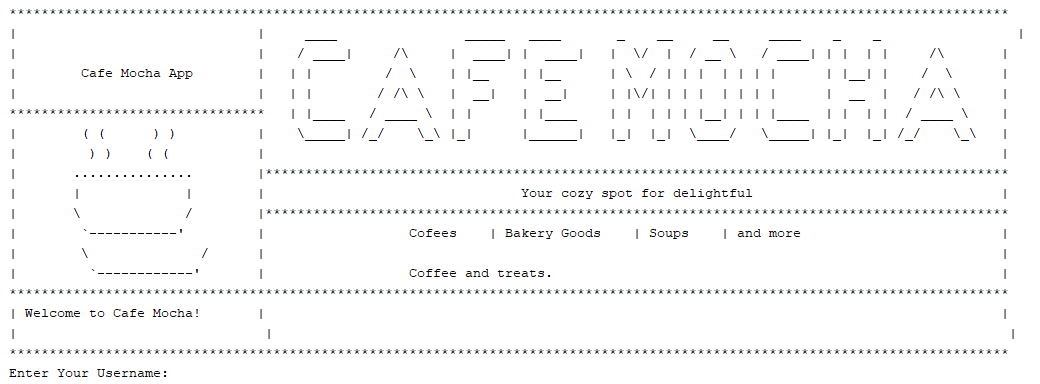 CAFE MOCHA
Cafe Mocha App
Your cozy spot for delightful
Cofees | Bakery Goods | Soups | and more
Coffee and treats.
Welcome to Cafe Mocha!
Enter Your Username: